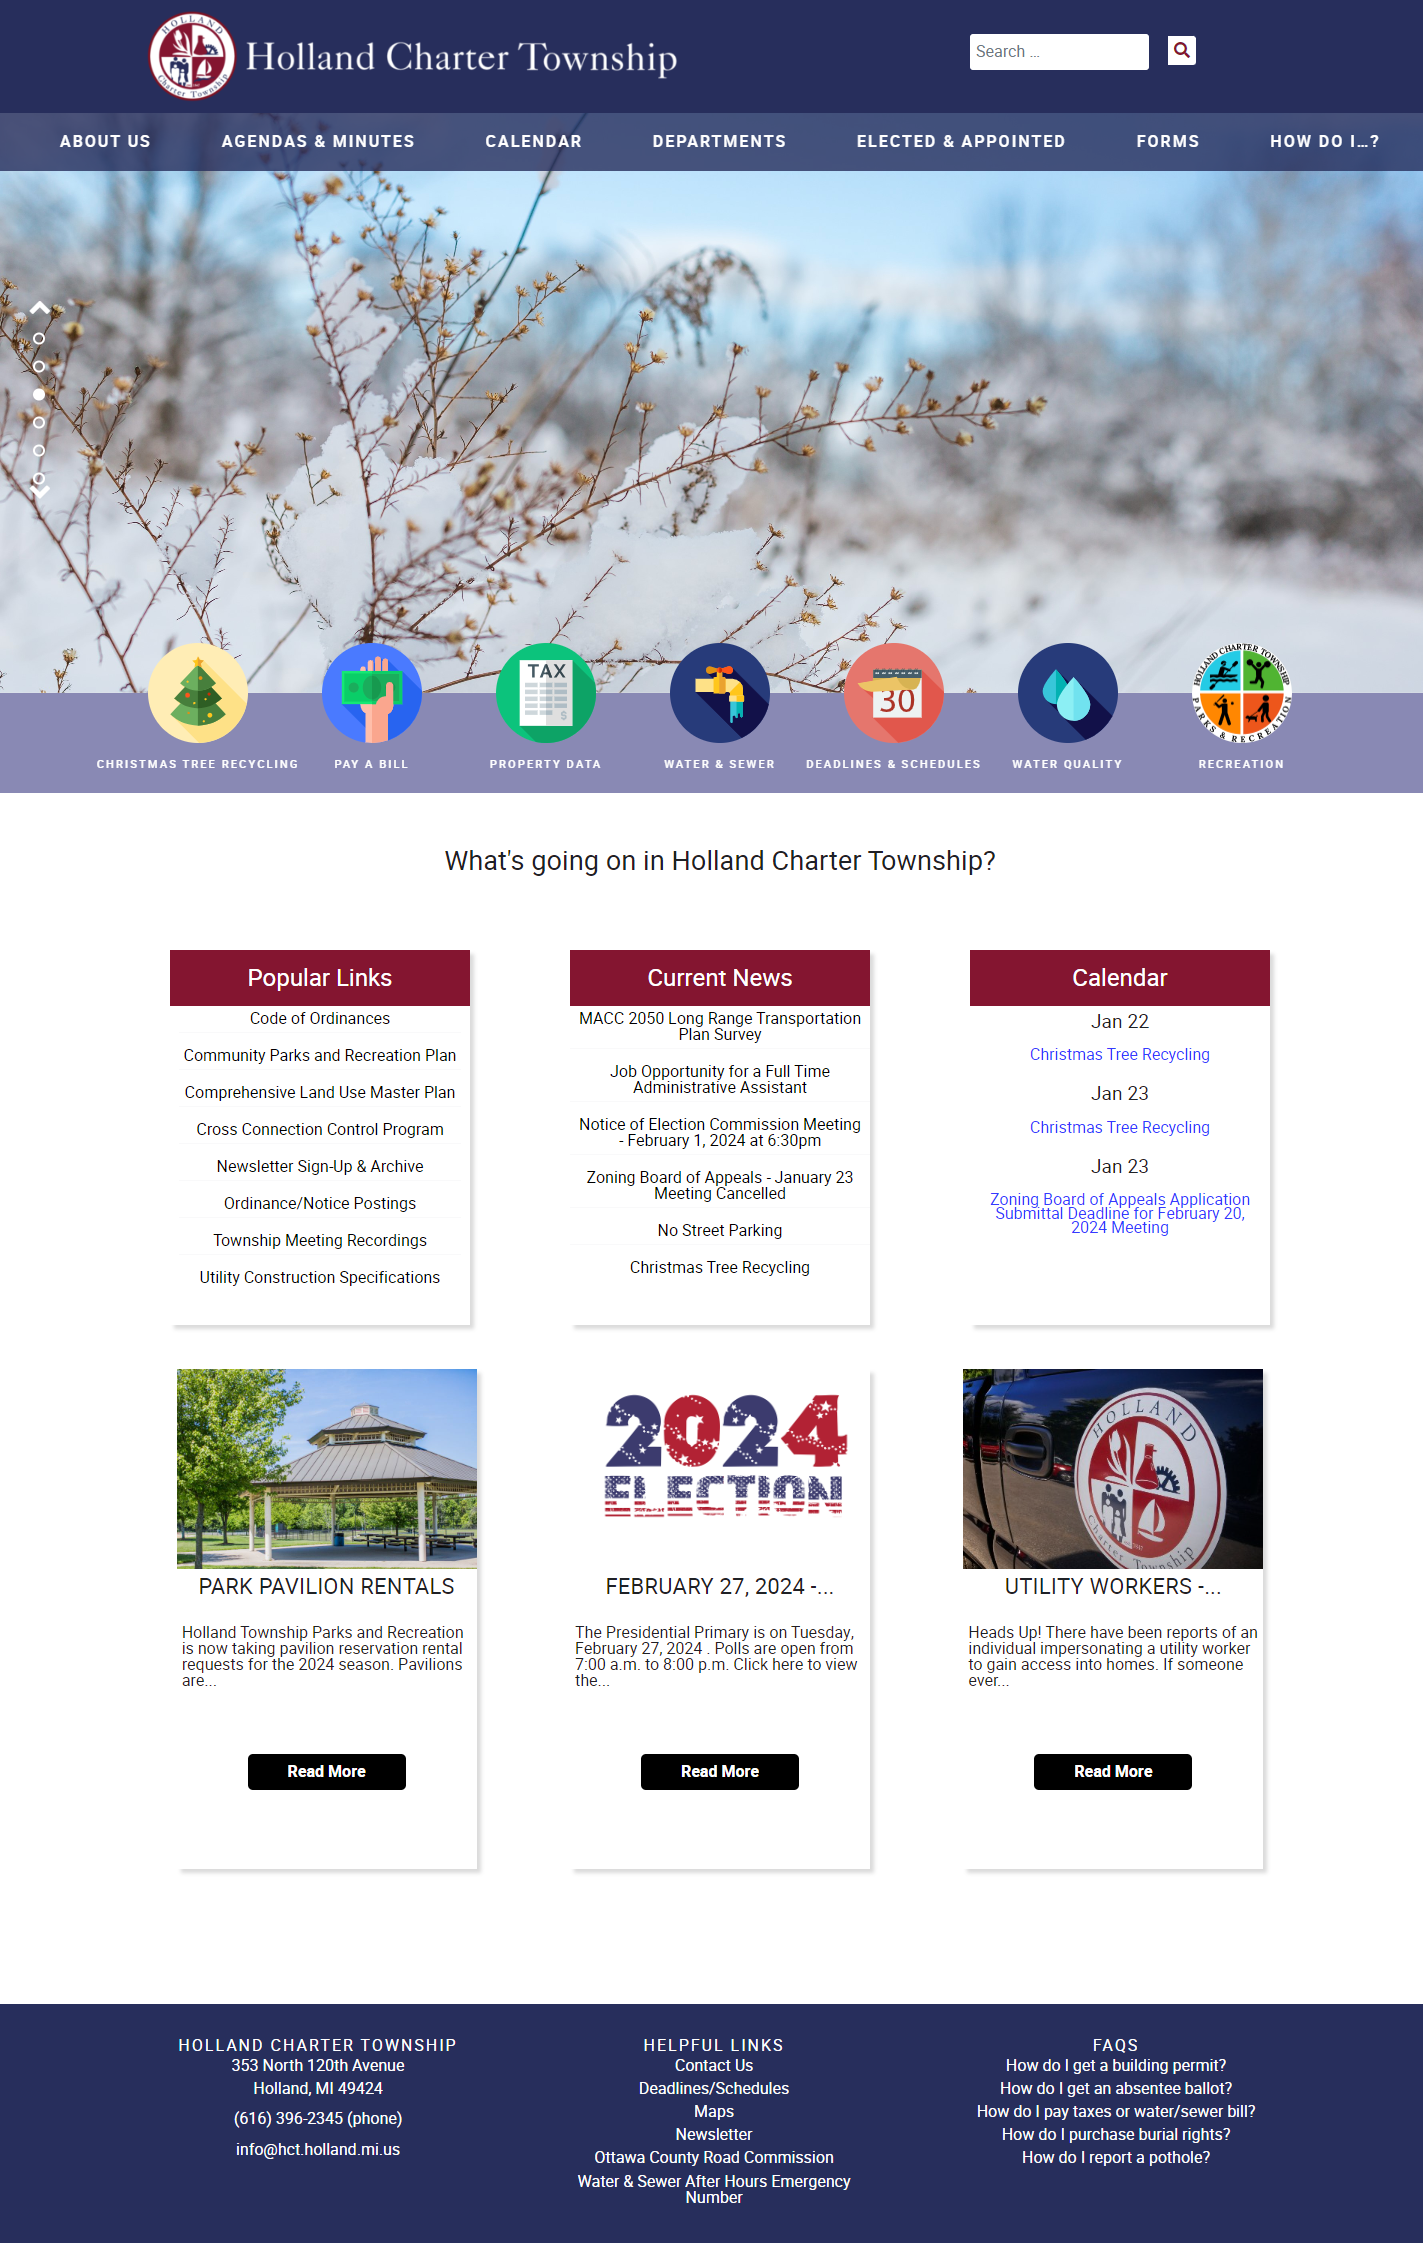 HOLLAND
Charter Township
Holland Charter Township
Search ...
ABOUT US
AGENDAS & MINUTES
CALENDAR
DEPARTMENTS
ELECTED & APPOINTED
FORMS
HOW DO I...?
TAX
$
30
HOLLAND CHARTER TOWNSHIP
PARKS & RECREATION
CHRISTMAS TREE RECYCLING
PAY A BILL
PROPERTY DATA
WATER & SEWER
DEADLINES & SCHEDULES
WATER QUALITY
RECREATION
What's going on in Holland Charter Township?
Popular Links
Code of Ordinances
Community Parks and Recreation Plan
Comprehensive Land Use Master Plan
Cross Connection Control Program
Newsletter Sign-Up & Archive
Ordinance/Notice Postings
Township Meeting Recordings
Utility Construction Specifications
Current News
MACC 2050 Long Range Transportation
Plan Survey
Job Opportunity for a Full Time
Administrative Assistant
Notice of Election Commission Meeting
- February 1, 2024 at 6:30pm
Zoning Board of Appeals - January 23
Meeting Cancelled
No Street Parking
Christmas Tree Recycling
Calendar
Jan 22
Christmas Tree Recycling
Jan 23
Christmas Tree Recycling
Jan 23
Zoning Board of Appeals Application
Submittal Deadline for February 20,
2024 Meeting
PARK PAVILION RENTALS
Holland Township Parks and Recreation
is now taking pavilion reservation rental
requests for the 2024 season. Pavilions
are...
Read More
2024
ELECTION
FEBRUARY 27, 2024 -...
The Presidential Primary is on Tuesday,
February 27, 2024 . Polls are open from
7:00 a.m. to 8:00 p.m. Click here to view
the...
Read More
HOLLAND
Charter Township
UTILITY WORKERS -...
Heads Up! There have been reports of an
individual impersonating a utility worker
to gain access into homes. If someone
ever...
Read More
HOLLAND CHARTER TOWNSHIP
353 North 120th Avenue
Holland, MI 49424
(616) 396-2345 (phone)
info@hct.holland.mi.us
HELPFUL LINKS
Contact Us
Deadlines/Schedules
Maps
Newsletter
Ottawa County Road Commission
Water & Sewer After Hours Emergency
Number
FAQS
How do I get a building permit?
How do I get an absentee ballot?
How do I pay taxes or water/sewer bill?
How do I purchase burial rights?
How do I report a pothole?